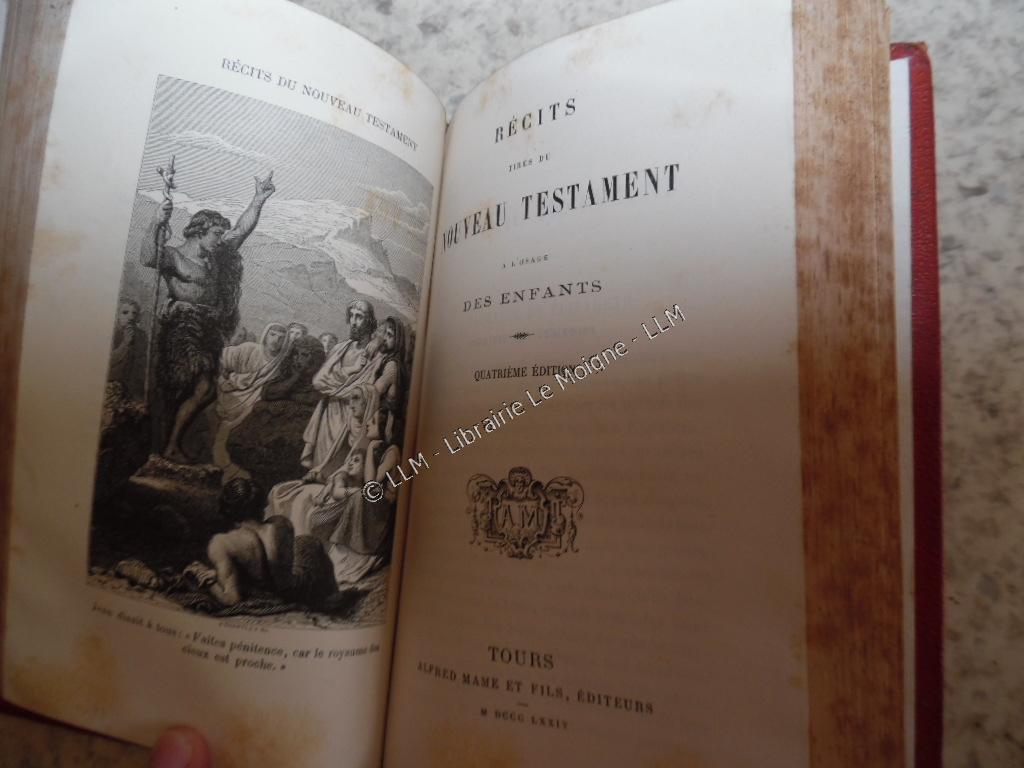 RÉCITS DU NOUVEAU TESTAMENT
Jean disait à tous : « Faites pénitence, car le royaume des
cieux est proche. »
RÉCITS
TIRÉS DU
NOUVEAU TESTAMENT
A L'USAGE
DES ENFANTS
QUATRIÈME ÉDITION
AM
TOURS
ALFRED MAME ET FILS, ÉDITEURS
M DCCC LXXIV
© LLM - Librairie Le Moigne - LLM